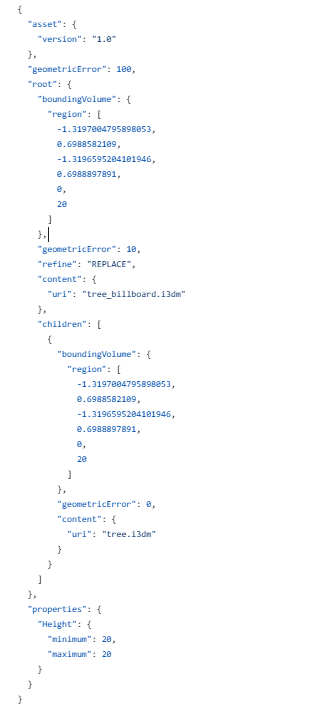 {
"asset": {
"version": "1.0"
},
"geometricError": 100,
"root": {
"boundingVolume": {
"region": [
-1.3197004795898053,
0.6988582109,
-1.3196595204101946,
0.6988897891,
0,
20
]
},
"geometricError": 10,
"refine": "REPLACE",
"content": {
"uri": "tree_billboard.i3dm"
},
"children": [
{
"boundingVolume": {
"region": [
-1.3197004795898053,
0.6988582109,
-1.3196595204101946,
0.6988897891,
0,
20
]
},
"geometricError": 0,
"content": {
"uri": "tree.i3dm"
}
}
]
},
"properties": {
"Height": {
"minimum": 20,
"maximum": 20
}
}
}